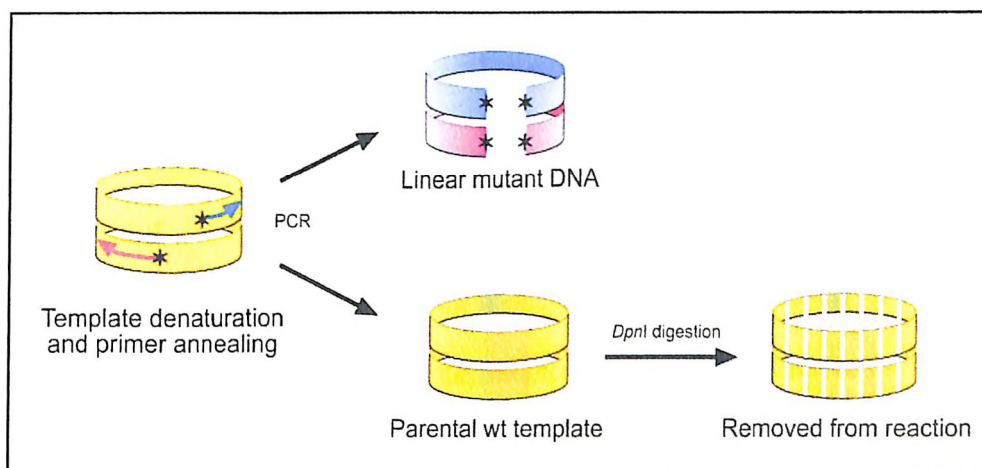 Linear mutant DNA
PCR
Template denaturation
and primer annealing
DpnI digestion
Parental wt template
Removed from reaction